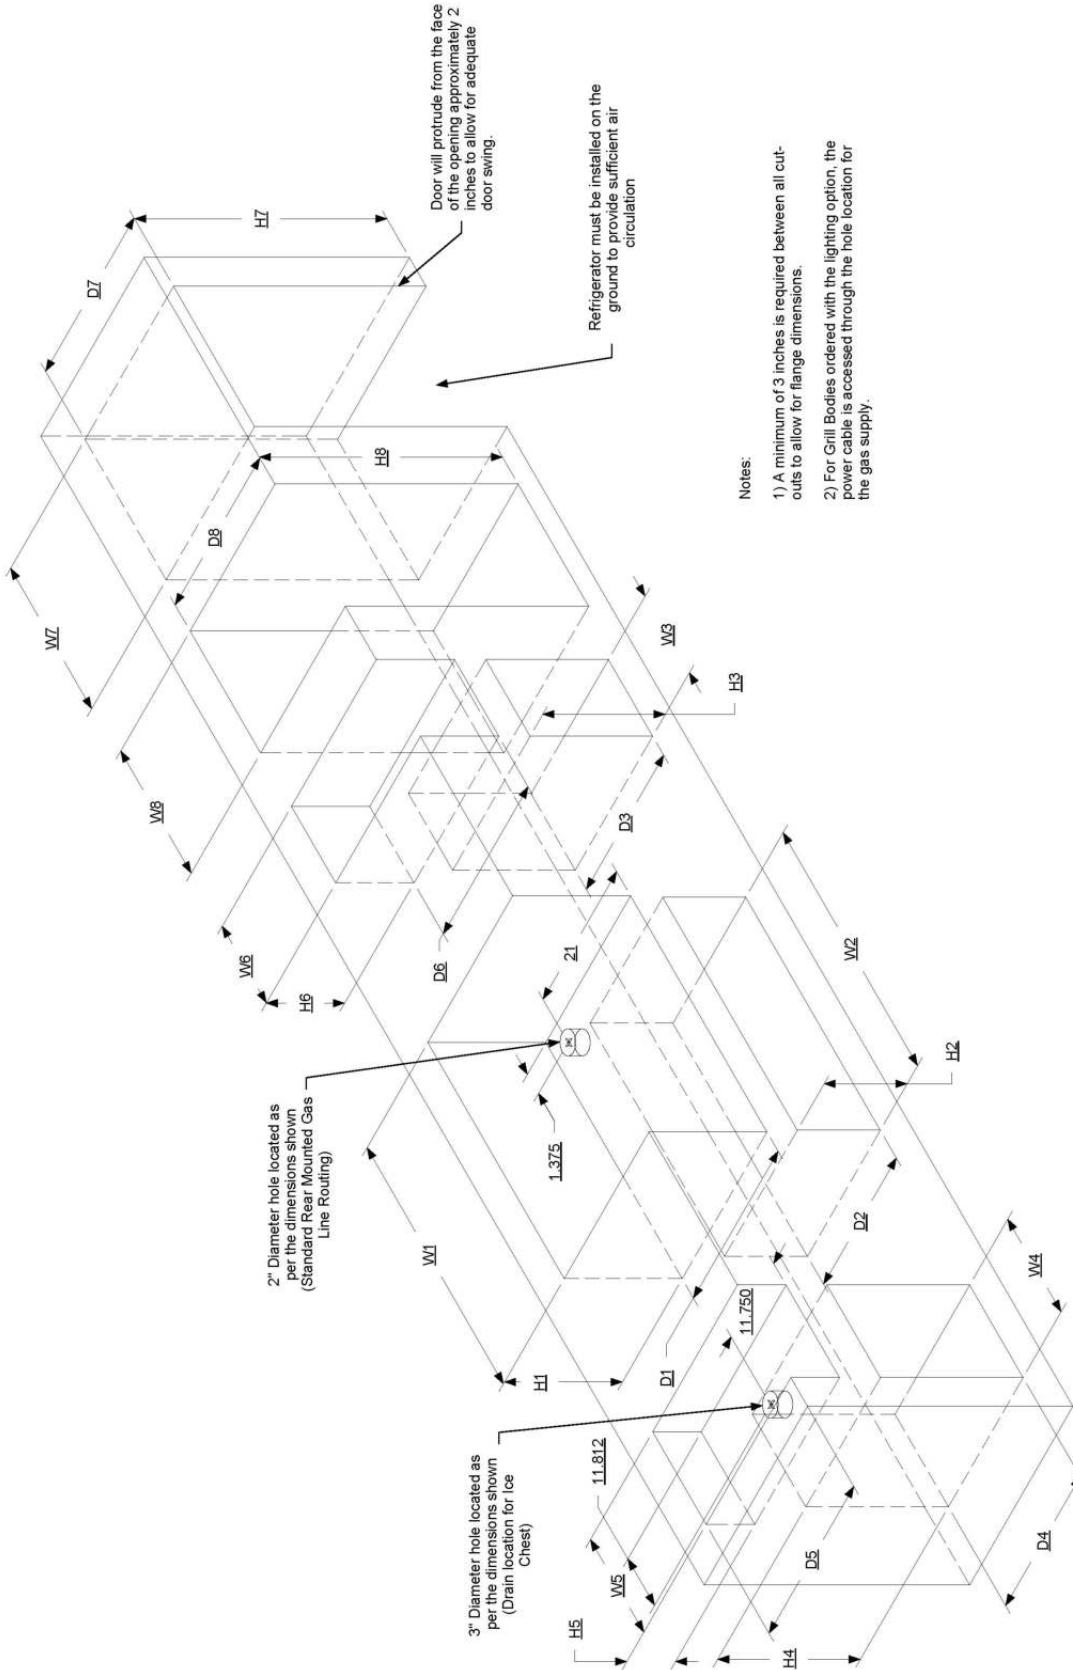 Door will protrude from the face
of the opening approximately 2
inches to allow for adequate
door swing.
D7
H7
W7
Refrigerator must be installed on the
ground to provide sufficient air
circulation
D8
H8
W8
W3
H3
D3
Notes:
1) A minimum of 3 inches is required between all cut-
outs to allow for flange dimensions.
2) For Grill Bodies ordered with the lighting option, the
power cable is accessed through the hole location for
the gas supply.
W6
H6
D6
21
W2
H2
1.375
2" Diameter hole located as
per the dimensions shown
(Standard Rear Mounted Gas
Line Routing)
W1
H1
D1
D2
W4
11.750
3" Diameter hole located as
per the dimensions shown
(Drain location for Ice
Chest)
11.812
W5
H5
D5
H4
D4